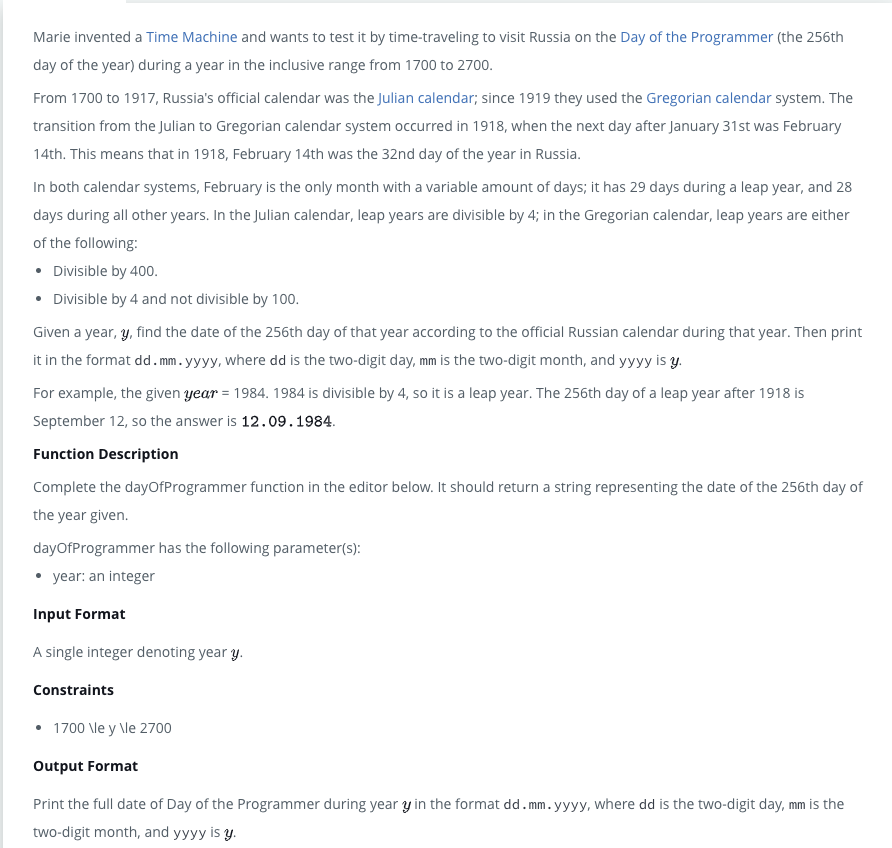 Marie invented a Time Machine and wants to test it by time-traveling to visit Russia on the Day of the Programmer (the 256th
day of the year) during a year in the inclusive range from 1700 to 2700.
From 1700 to 1917, Russia's official calendar was the Julian calendar; since 1919 they used the Gregorian calendar system. The
transition from the Julian to Gregorian calendar system occurred in 1918, when the next day after January 31st was February
14th. This means that in 1918, February 14th was the 32nd day of the year in Russia.
In both calendar systems, February is the only month with a variable amount of days; it has 29 days during a leap year, and 28
days during all other years. In the Julian calendar, leap years are divisible by 4; in the Gregorian calendar, leap years are either
of the following:
• Divisible by 400.
• Divisible by 4 and not divisible by 100.
Given a year, y, find the date of the 256th day of that year according to the official Russian calendar during that year. Then print
it in the format dd.mm.yyyy, where dd is the two-digit day, mm is the two-digit month, and yyyy is y.
For example, the given year = 1984. 1984 is divisible by 4, so it is a leap year. The 256th day of a leap year after 1918 is
September 12, so the answer is 12.09.1984.
Function Description
Complete the dayOfProgrammer function in the editor below. It should return a string representing the date of the 256th day of
the year given.
dayOfProgrammer has the following parameter(s):
• year: an integer
Input Format
A single integer denoting year y.
Constraints
• 1700 \le y \le 2700
Output Format
Print the full date of Day of the Programmer during year y in the format dd.mm.yyyy, where dd is the two-digit day, mm is the
two-digit month, and yyyy is y.